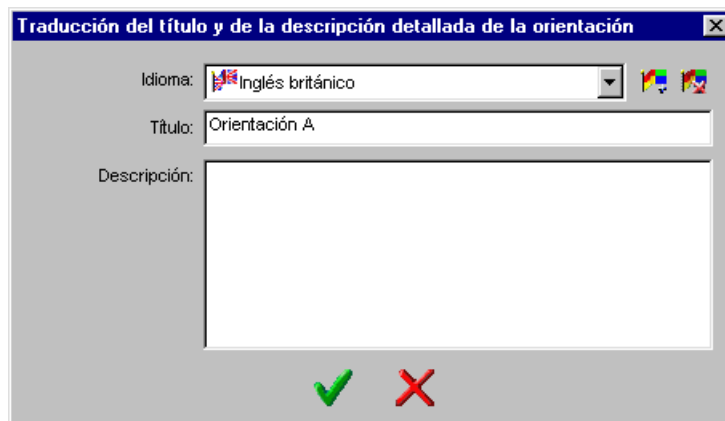 Traducción del título y de la descripción detallada de la orientación
Idioma: Inglés británico
Título: Orientación A
Descripción: